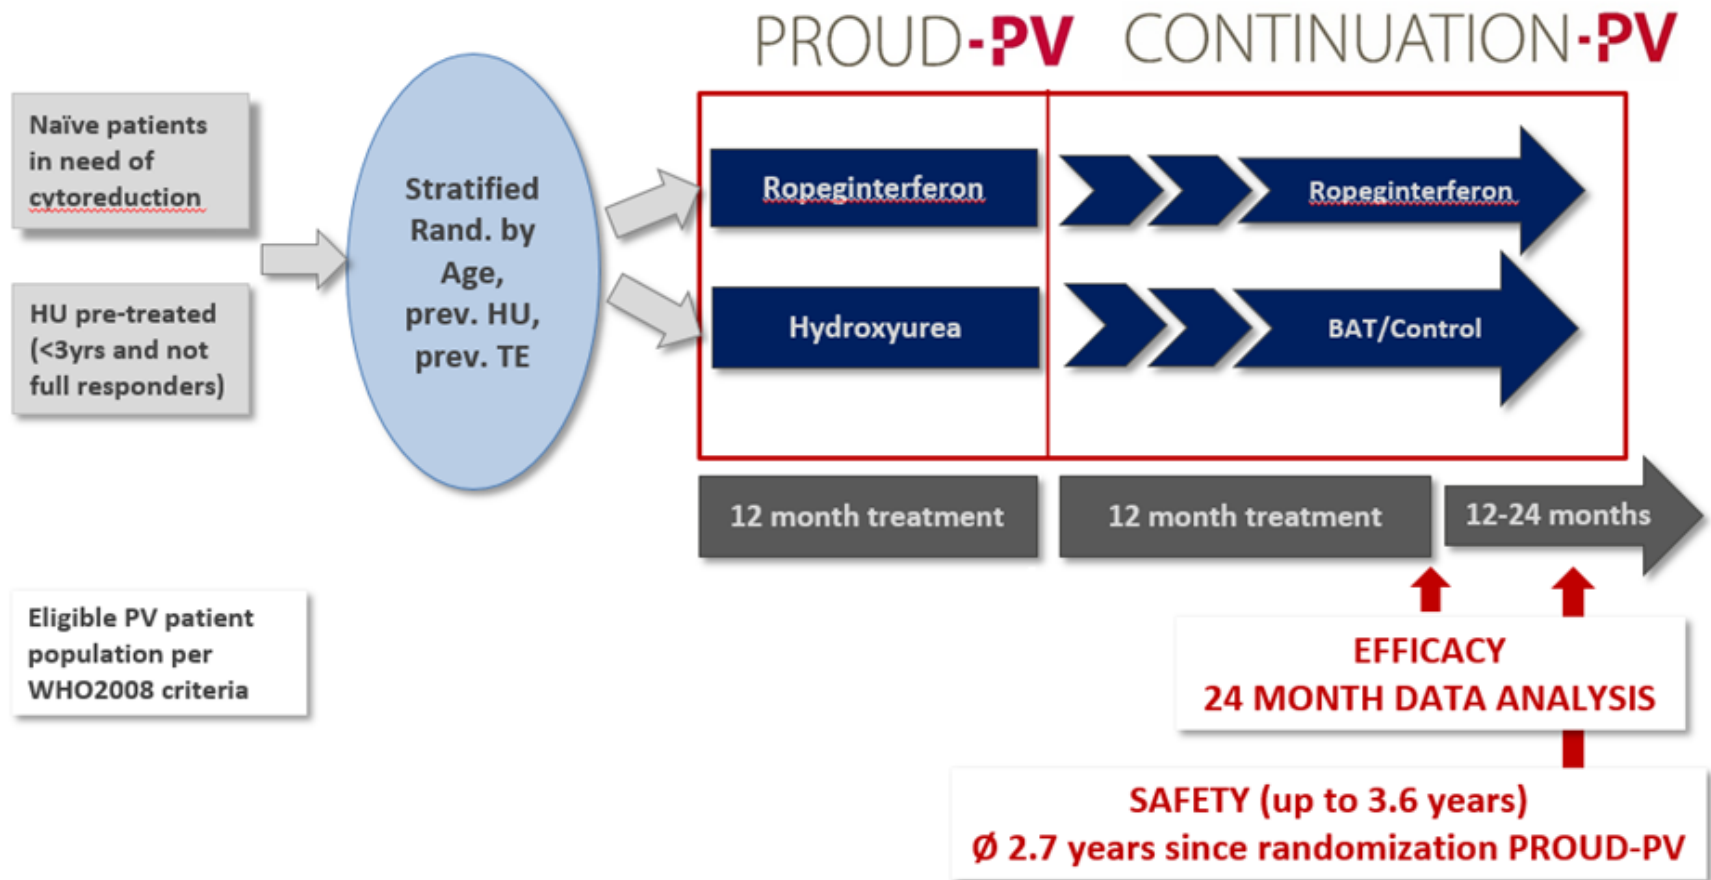 PROUD-PV
CONTINUATION-PV
Naïve patients
in need of
cytoreduction
HU pre-treated
(<3yrs and not
full responders)
Stratified
Rand. by
Age,
prev. HU,
prev. TE
Ropeginterferon
Ropeginterferon
Hydroxyurea
BAT/Control
12 month treatment
12 month treatment
12-24 months
Eligible PV patient
population per
WHO2008 criteria
EFFICACY
24 MONTH DATA ANALYSIS
SAFETY (up to 3.6 years)
Ø 2.7 years since randomization PROUD-PV